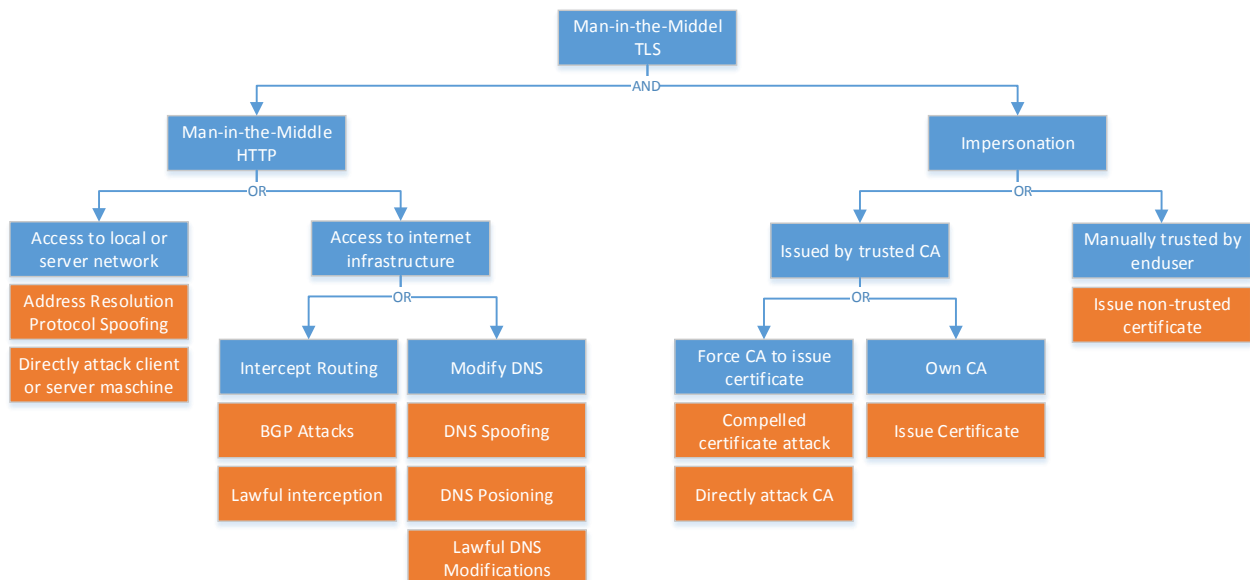 Man-in-the-Middel
TLS
AND
Man-in-the-Middle
HTTP
Impersonation
OR
OR
Access to local or
server network
Access to internet
infrastructure
Issued by trusted CA
Manually trusted by
enduser
Address Resolution
Protocol Spoofing
Issue non-trusted
certificate
OR
OR
Directly attack client
or server maschine
Intercept Routing
Modify DNS
Force CA to issue
certificate
Own CA
BGP Attacks
DNS Spoofing
Compelled
certificate attack
Issue Certificate
Lawful interception
DNS Posioning
Directly attack CA
Lawful DNS
Modifications